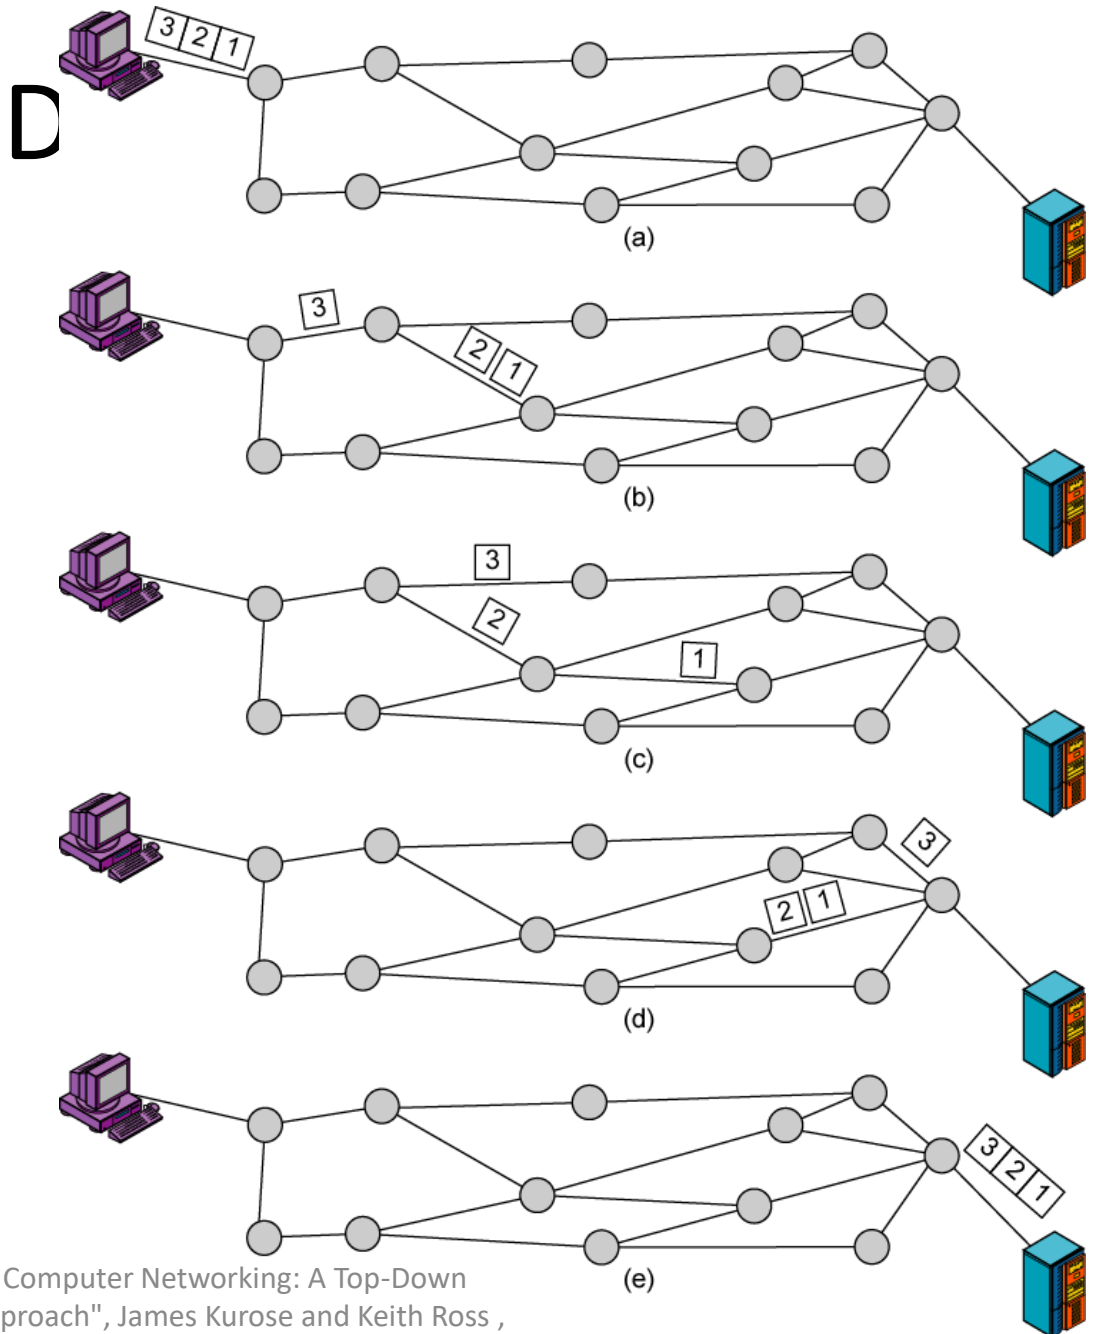 3 2 1
D
(a)
3
2 1
(b)
3
2
1
(c)
3
2 1
(d)
3 2 1
(e)
Computer Networking: A Top-Down
proach", James Kurose and Keith Ross ,